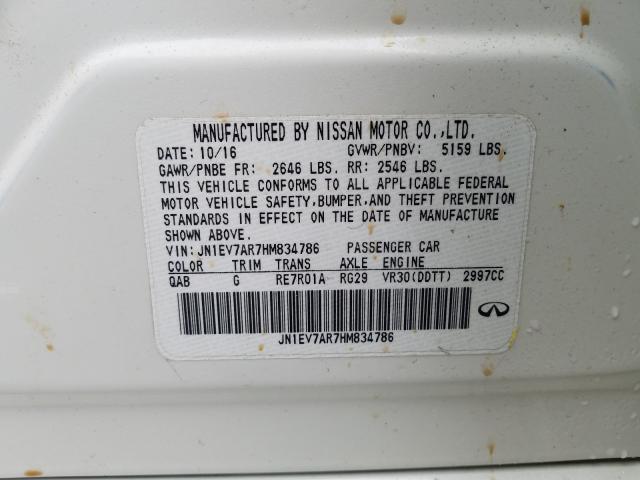 MANUFACTURED BY NISSAN MOTOR CO.,LTD.
DATE: 10/16 GVWR/PNBV: 5159 LBS.
GAWR/PNBE FR: 2646 LBS. RR: 2546 LBS.
THIS VEHICLE CONFORMS TO ALL APPLICABLE FEDERAL
MOTOR VEHICLE SAFETY, BUMPER, AND THEFT PREVENTION
STANDARDS IN EFFECT ON THE DATE OF MANUFACTURE
SHOWN ABOVE.
VIN: JN1EV7AR7HM834786 PASSENGER CAR
COLOR TRIM TRANS AXLE ENGINE
QAB G RE7R01A RG29 VR30(DDTT) 2997CC
JN1EV7AR7HM834786